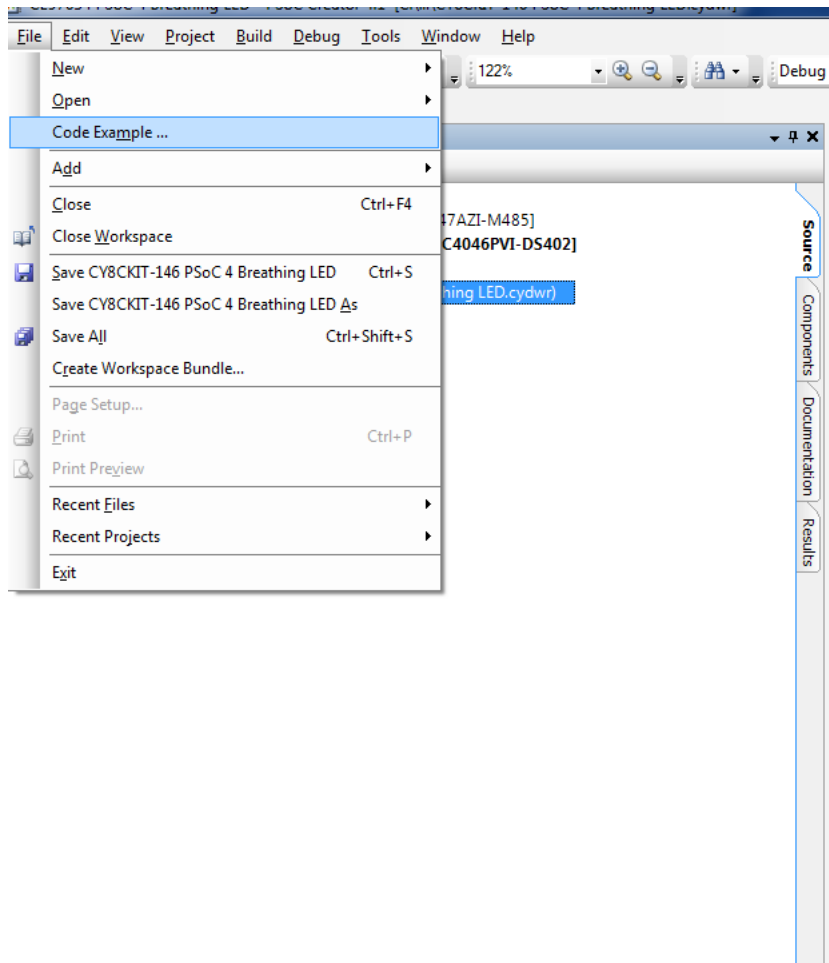 File Edit View Project Build Debug Tools Window Help
New
122%
Debug
Open
Code Example ...
Add
Close Ctrl+F4
47AZI-M485]
Close Workspace
C4046PVI-DS402]
Save CY8CKIT-146 PSoC 4 Breathing LED Ctrl+S
hing LED.cydwr)
Save CY8CKIT-146 PSoC 4 Breathing LED As
Save All Ctrl+Shift+S
Create Workspace Bundle...
Page Setup...
Print Ctrl+P
Print Preview
Recent Files
Recent Projects
Exit
Source
Components
Documentation
Results